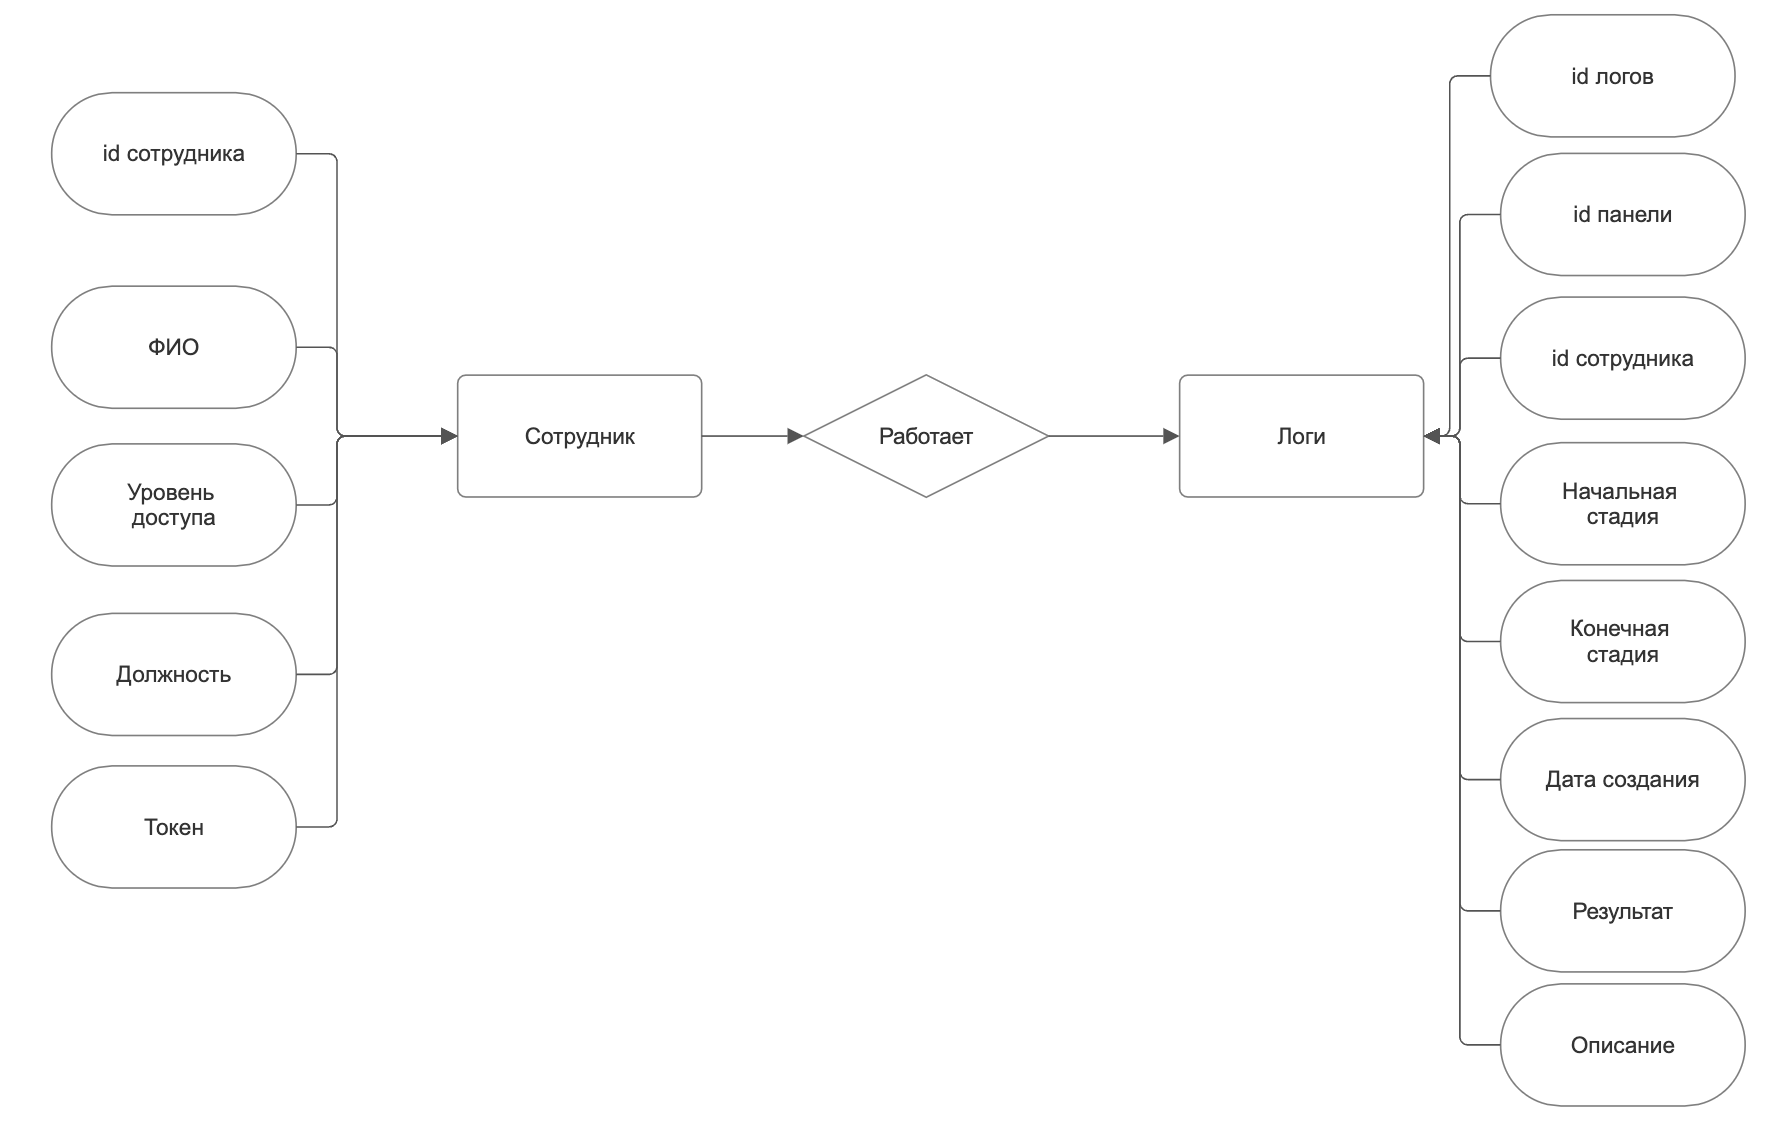 id сотрудника
ФИО
Уровень
доступа
Должность
Токен
Сотрудник
Работает
Логи
id логов
id панели
id сотрудника
Начальная
стадия
Конечная
стадия
Дата создания
Результат
Описание